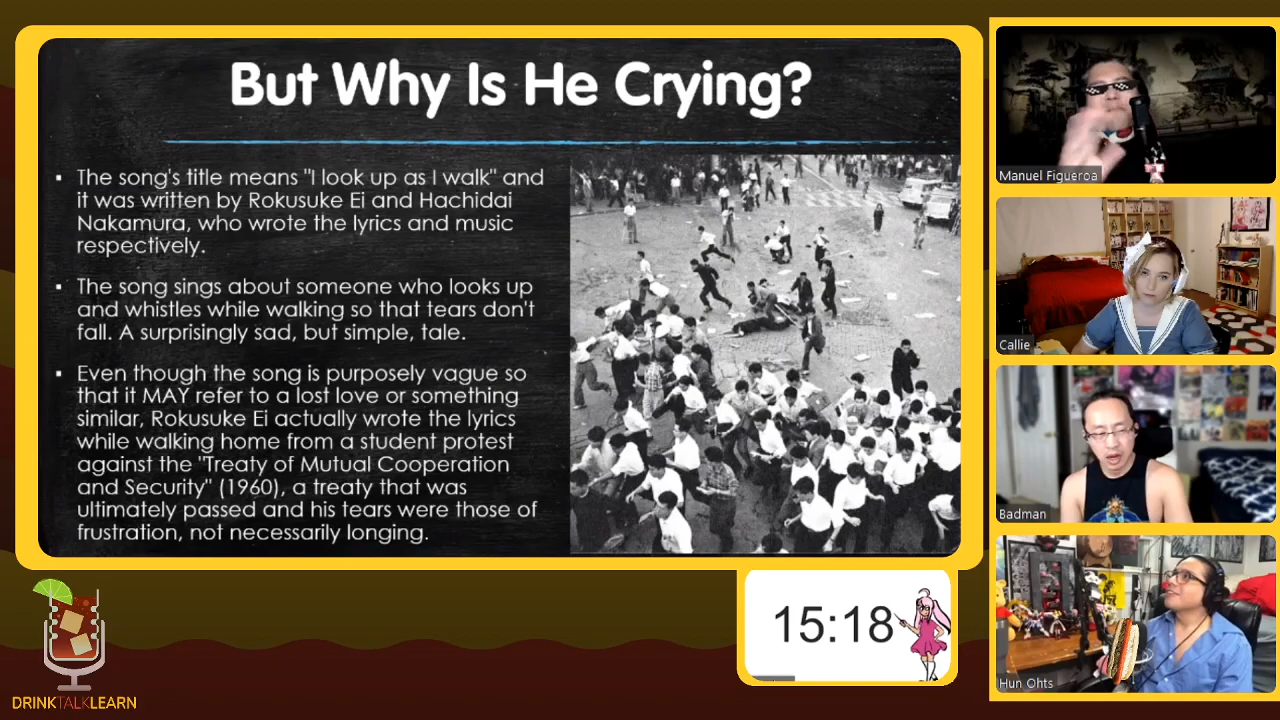 But Why Is He Crying?
▪ The song's title means "I look up as I walk" and
it was written by Rokusuke Ei and Hachidai
Nakamura, who wrote the lyrics and music
respectively.
▪ The song sings about someone who looks up
and whistles while walking so that tears don't
fall. A surprisingly sad, but simple, tale.
▪ Even though the song is purposely vague so
that it MAY refer to a lost love or something
similar, Rokusuke Ei actually wrote the lyrics
while walking home from a student protest
against the "Treaty of Mutual Cooperation
and Security" (1960), a treaty that was
ultimately passed and his tears were those of
frustration, not necessarily longing.
15:18
DRINKTALKLEARN
Manuel Figueroa
Callie
Badman
Hun Ohts